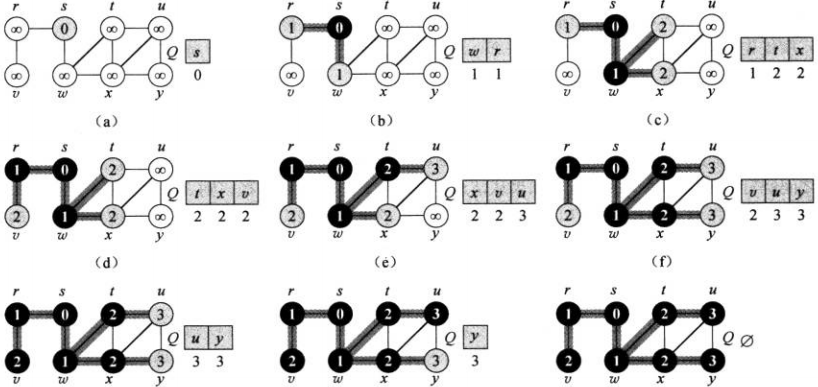 r s t u
∞ 0 ∞ ∞
Q s
∞ ∞ ∞ ∞ 0
v w x y
(a)
r s t u
1 0 ∞ ∞
Q w r
∞ 1 ∞ ∞ 1 1
v w x y
(b)
r s t u
1 0 2 ∞
Q r t x
∞ 1 2 ∞ 1 2 2
v w x y
(c)
r s t u
1 0 2 ∞
Q t x v
2 1 2 ∞ 2 2 2
v w x y
(d)
r s t u
1 0 2 3
Q x v u
2 1 2 ∞ 2 2 3
v w x y
(e)
r s t u
1 0 2 3
Q v u y
2 1 2 3 2 3 3
v w x y
(f)
r s t u
1 0 2 3
Q u y
2 1 2 3 3 3
v w x y
r s t u
1 0 2 3
Q y
2 1 2 3 3
v w x y
r s t u
1 0 2 3
Q ∅
2 1 2 3
v w x y